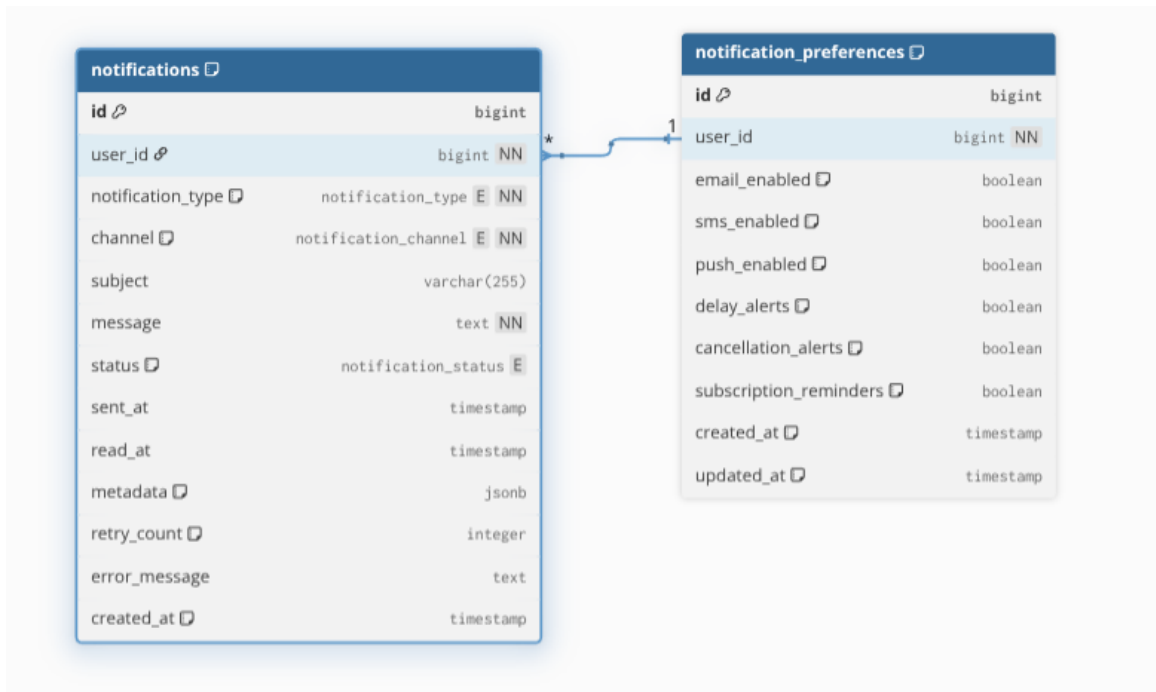 notifications
id bigint
user_id bigint NN
notification_type notification_type E NN
channel notification_channel E NN
subject varchar(255)
message text NN
status notification_status E
sent_at timestamp
read_at timestamp
metadata jsonb
retry_count integer
error_message text
created_at timestamp
* 1
notification_preferences
id bigint
user_id bigint NN
email_enabled boolean
sms_enabled boolean
push_enabled boolean
delay_alerts boolean
cancellation_alerts boolean
subscription_reminders boolean
created_at timestamp
updated_at timestamp